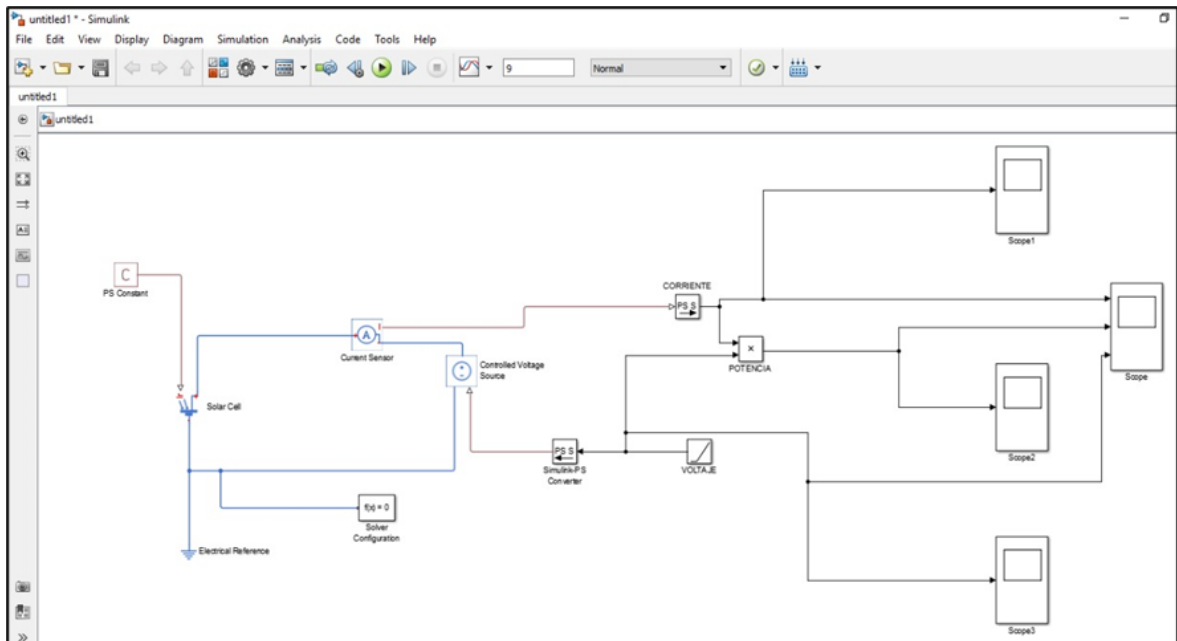 untitled1 * - Simulink
File Edit View Display Diagram Simulation Analysis Code Tools Help
9
Normal
untitled1
untitled1
Scope1
C
PS Constant
CORRIENTE
PS S
A
I
Current Sensor
Controlled Voltage
Source
×
POTENCIA
Scope
Ir
Solar Cell
PS S
Simulink-PS
Converter
VOLTAJE
Scope2
f(x) = 0
Solver
Configuration
Electrical Reference
Scope3